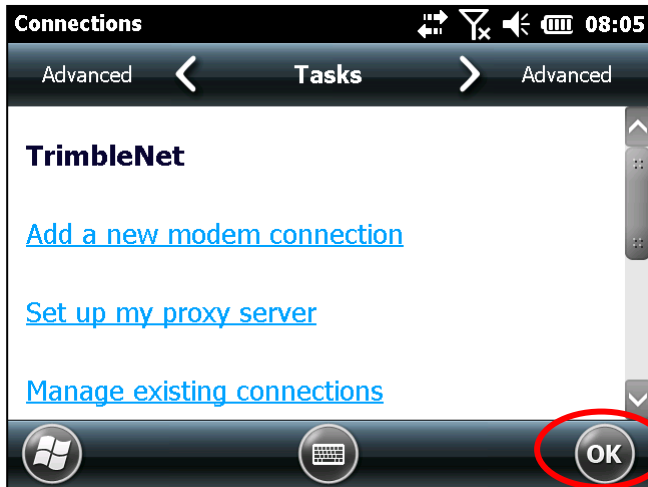 Connections 08:05
Advanced Tasks Advanced
TrimbleNet
Add a new modem connection
Set up my proxy server
Manage existing connections
OK